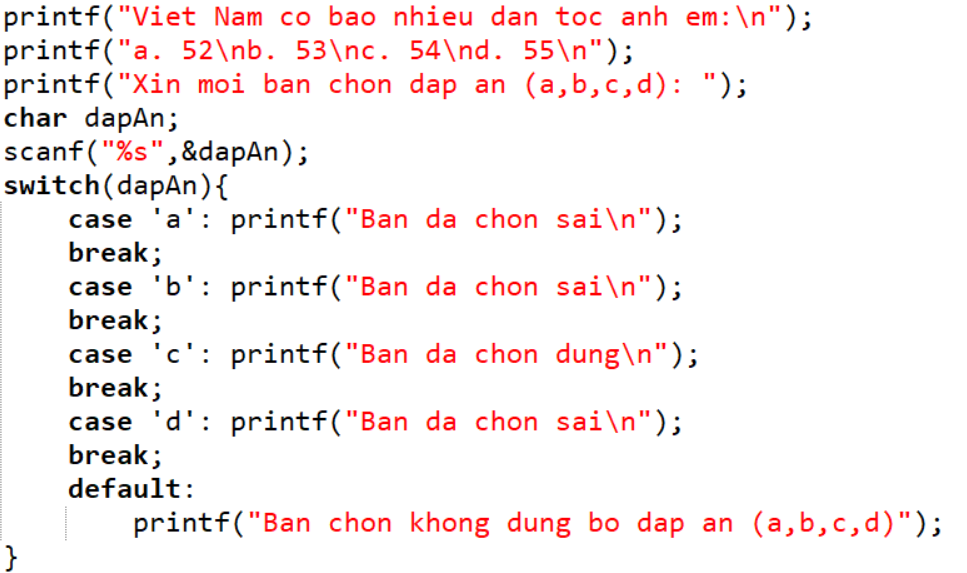 printf("Viet Nam co bao nhieu dan toc anh em:\n");
printf("a. 52\nb. 53\nc. 54\nd. 55\n");
printf("Xin moi ban chon dap an (a,b,c,d): ");
char dapAn;
scanf("%s",&dapAn);
switch(dapAn){
    case 'a': printf("Ban da chon sai\n");
    break;
    case 'b': printf("Ban da chon sai\n");
    break;
    case 'c': printf("Ban da chon dung\n");
    break;
    case 'd': printf("Ban da chon sai\n");
    break;
    default:
        printf("Ban chon khong dung bo dap an (a,b,c,d)");
}